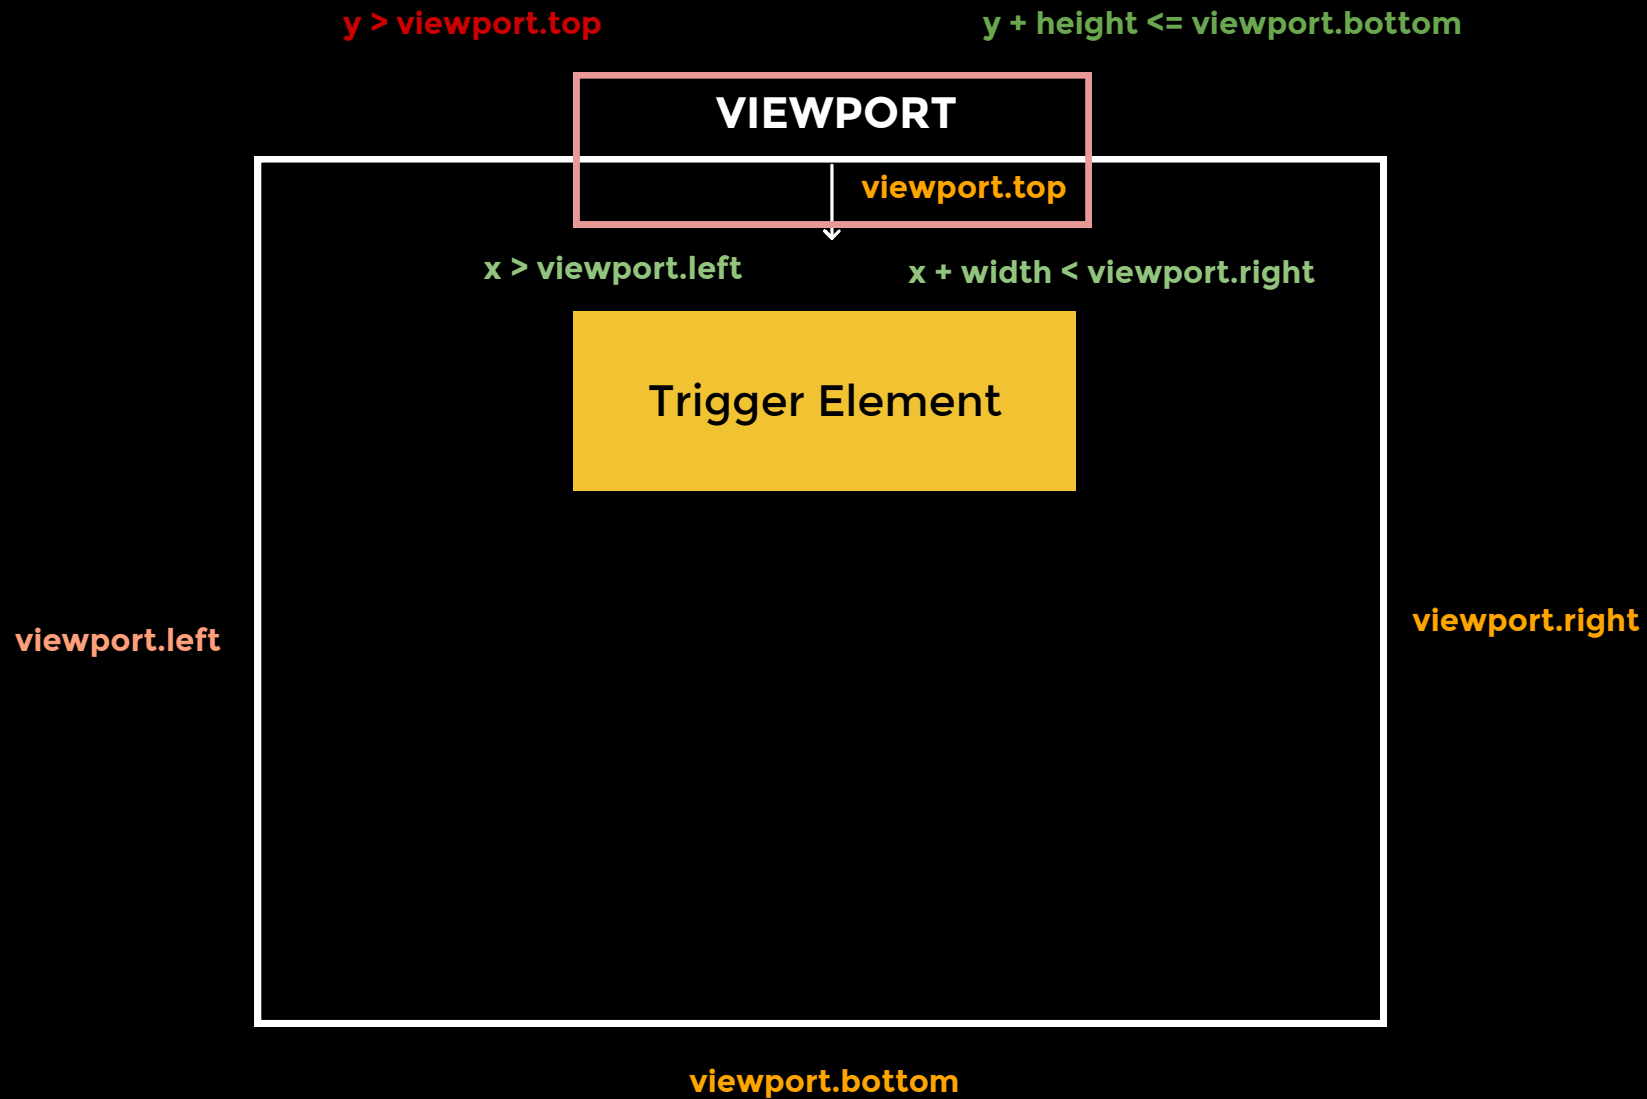 y > viewport.top
y + height <= viewport.bottom
VIEWPORT
viewport.top
x > viewport.left
x + width < viewport.right
Trigger Element
viewport.left
viewport.right
viewport.bottom